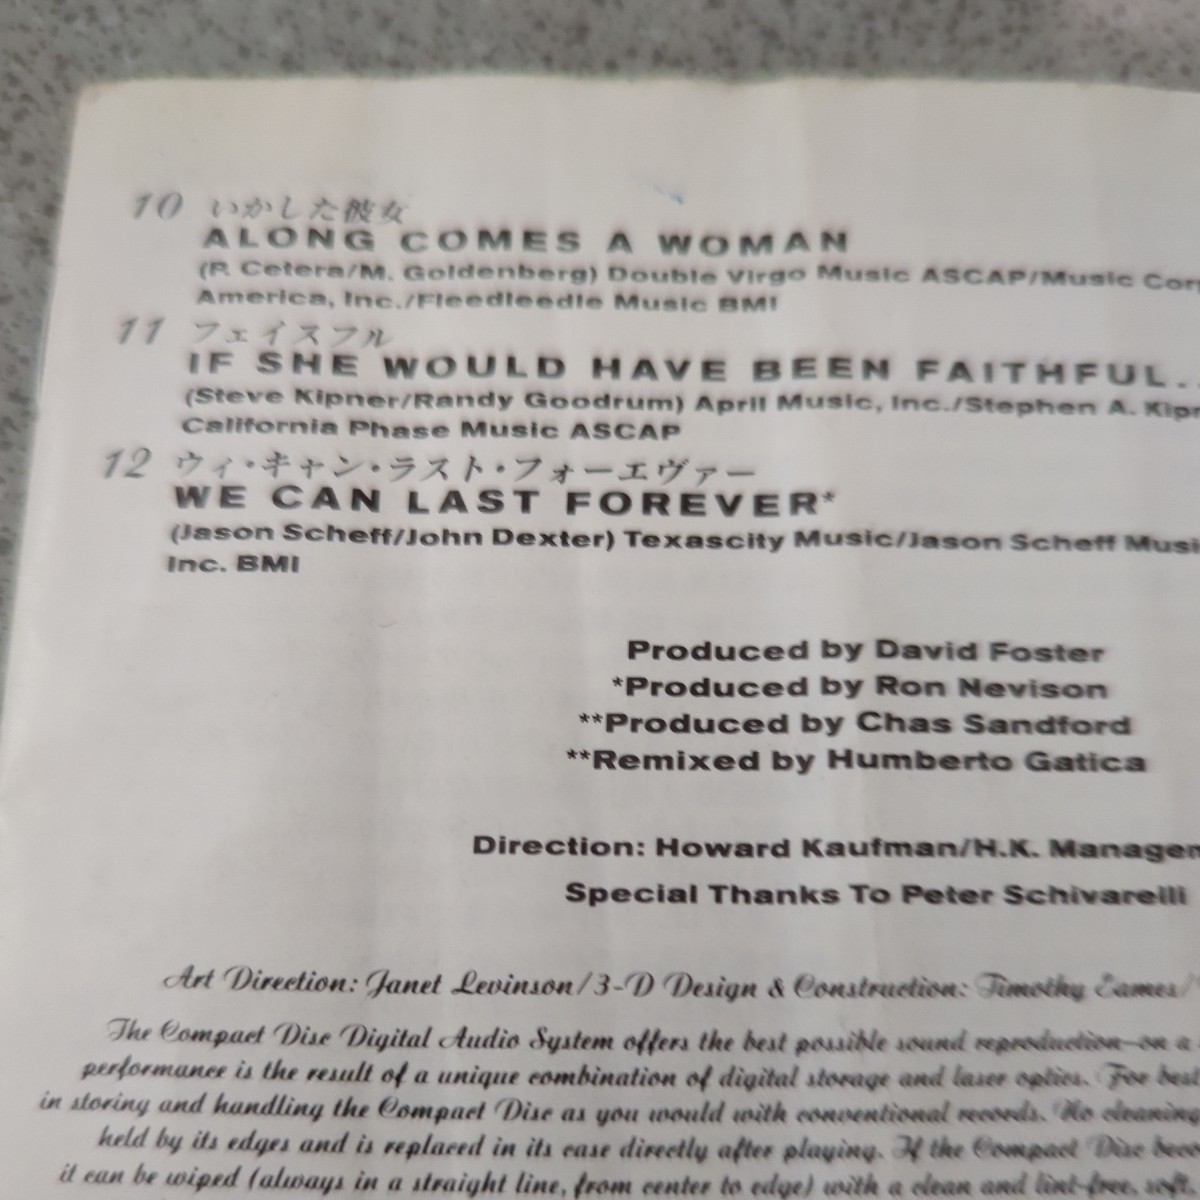 10 いかした彼女
ALONG COMES A WOMAN
(P. Cetera/M. Goldenberg) Double Virgo Music ASCAP/Music Cor
America, Inc./Fleedleedle Music BMI
11 フェイスフル
IF SHE WOULD HAVE BEEN FAITHFUL...
(Steve Kipner/Randy Goodrum) April Music, Inc./Stephen A. Kipn
California Phase Music ASCAP
12 ウィ・キャン・ラスト・フォーエヴァー
WE CAN LAST FOREVER*
(Jason Scheff/John Dexter) Texascity Music/Jason Scheff Musi
Inc. BMI
Produced by David Foster
*Produced by Ron Nevison
**Produced by Chas Sandford
**Remixed by Humberto Gatica
Direction: Howard Kaufman/H.K. Managem
Special Thanks To Peter Schivarelli
Art Direction: Janet Levinson/3-D Design & Construction: Timothy Eames/
The Compact Disc Digital Audio System offers the best possible sound reproduction—on a
performance is the result of a unique combination of digital storage and laser optics. For best
in storing and handling the Compact Disc as you would with conventional records. No cleaning
held by its edges and is replaced in its case directly after playing. If the Compact Disc beco
it can be wiped (always in a straight line, from center to edge) with a clean and lint-free, soft,